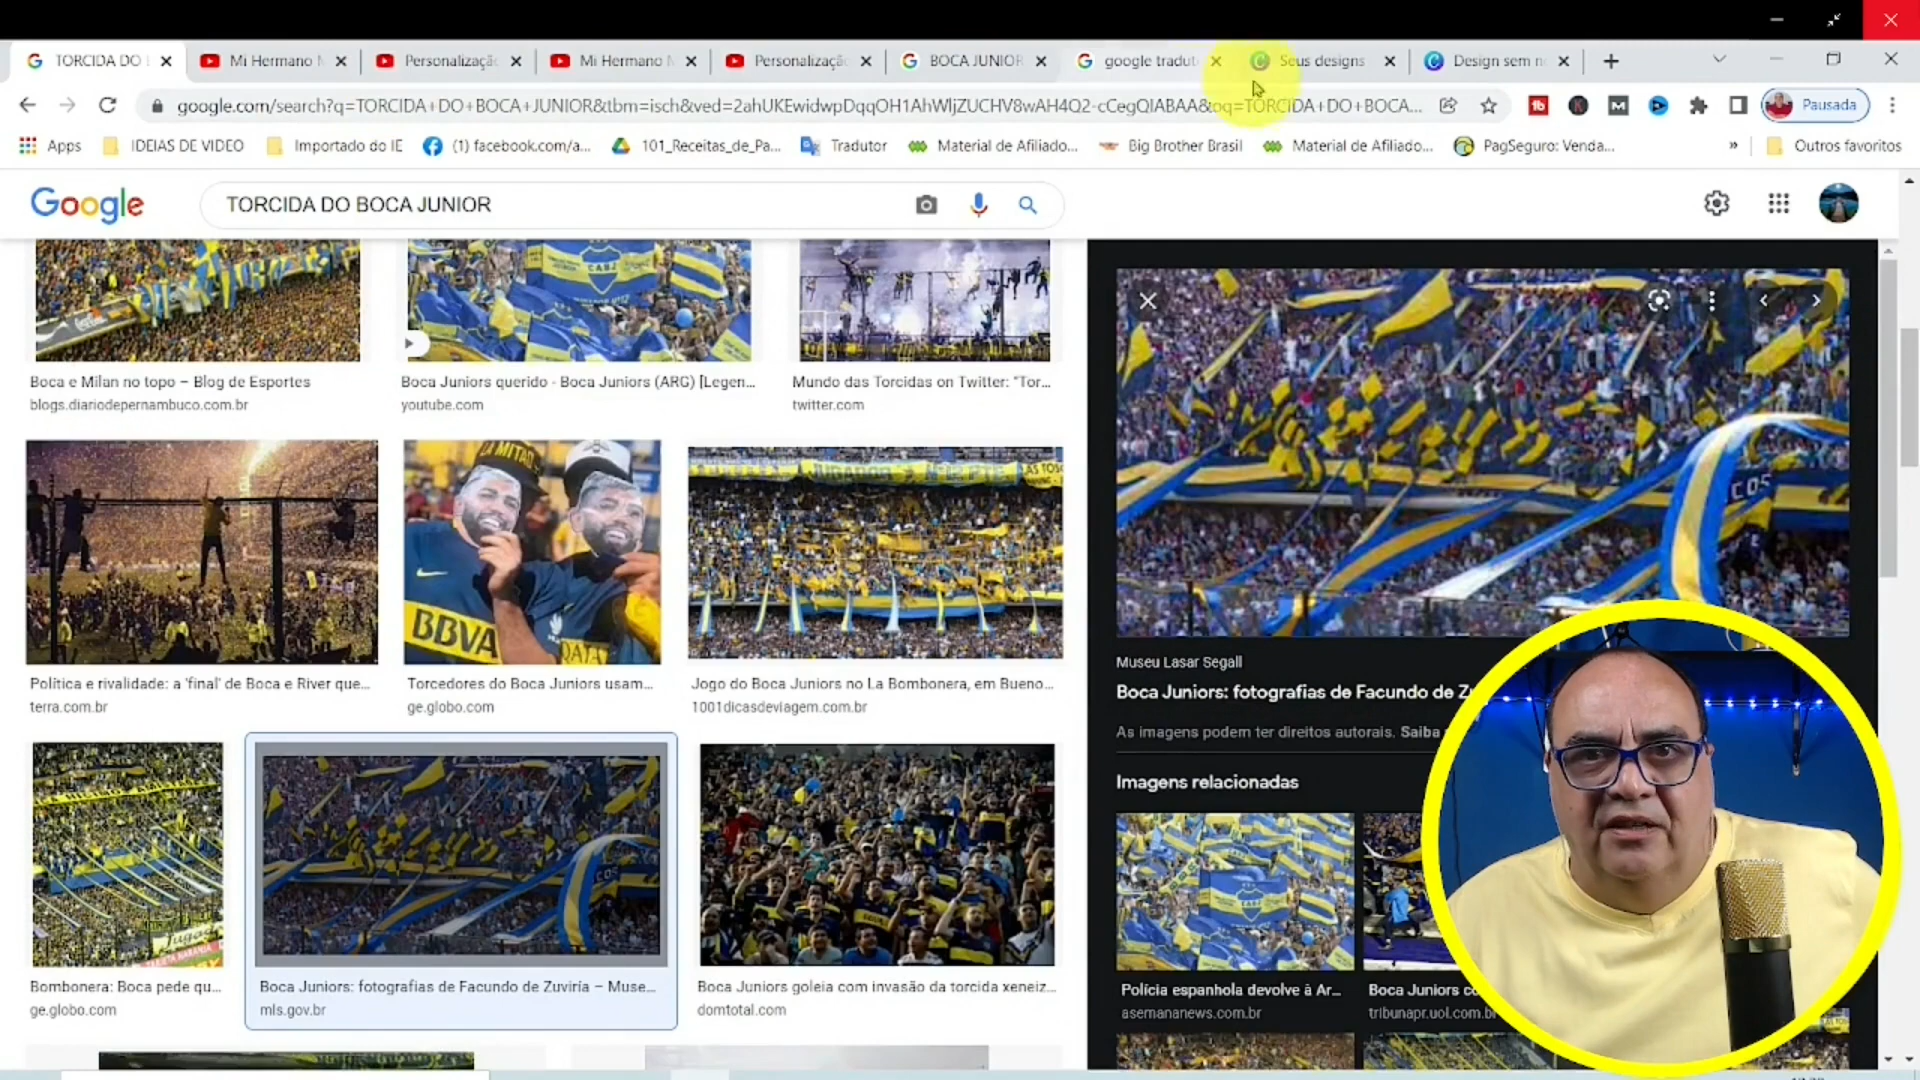 TORCIDA DO
Mi Hermano
Personalizaçã
Mi Hermano
Personalizaçã
BOCA JUNIOR
google tradut
Seus designs
Design sem n
google.com/search?q=TORCIDA+DO+BOCA+JUNIOR&tbm=isch&ved=2ahUKEwidwpDqqOH1AhWljZUCHV8wAH4Q2-cCegQIABAA&oq=TORCIDA+DO+BOCA...
Pausada
Apps
IDEIAS DE VIDEO
Importado do IE
(1) facebook.com/a...
101_Receitas_de_Pa...
Tradutor
Material de Afiliado...
Big Brother Brasil
Material de Afiliado...
PagSeguro: Venda...
»
Outros favoritos
Google
TORCIDA DO BOCA JUNIOR
CABJ
Boca e Milan no topo – Blog de Esportes
blogs.diariodepernambuco.com.br
Boca Juniors querido - Boca Juniors (ARG) [Legen...
youtube.com
Mundo das Torcidas on Twitter: "Tor...
twitter.com
LA MITAD
BBVA
DATA
Política e rivalidade: a 'final' de Boca e River que...
terra.com.br
Torcedores do Boca Juniors usam...
ge.globo.com
Jogo do Boca Juniors no La Bombonera, em Bueno...
1001dicasdeviagem.com.br
COS
Museu Lasar Segall
Boca Juniors: fotografias de Facundo de Z
As imagens podem ter direitos autorais. Saiba
Imagens relacionadas
COS
Bombonera: Boca pede qu...
ge.globo.com
Boca Juniors: fotografias de Facundo de Zuviría – Muse...
mls.gov.br
Boca Juniors goleia com invasão da torcida xeneiz...
domtotal.com
Polícia espanhola devolve à Ar...
asemananews.com.br
Boca Juniors co
tribunapr.uol.com.br